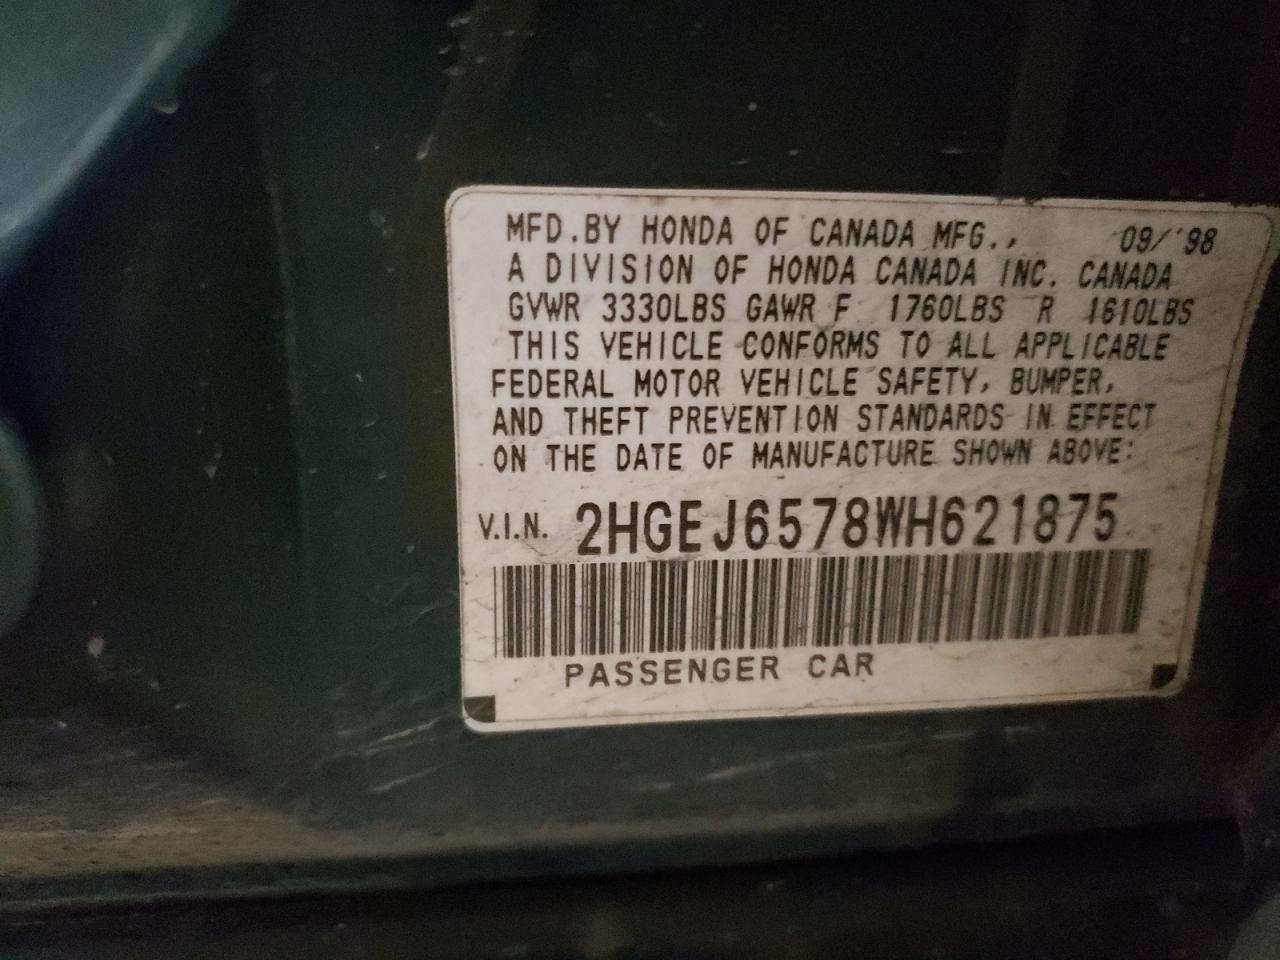 MFD.BY HONDA OF CANADA MFG., 09/'98
A DIVISION OF HONDA CANADA INC. CANADA
GVWR 3330LBS GAWR F 1760LBS R 1610LBS
THIS VEHICLE CONFORMS TO ALL APPLICABLE
FEDERAL MOTOR VEHICLE SAFETY, BUMPER,
AND THEFT PREVENTION STANDARDS IN EFFECT
ON THE DATE OF MANUFACTURE SHOWN ABOVE:
V.I.N. 2HGEJ6578WH621875
PASSENGER CAR